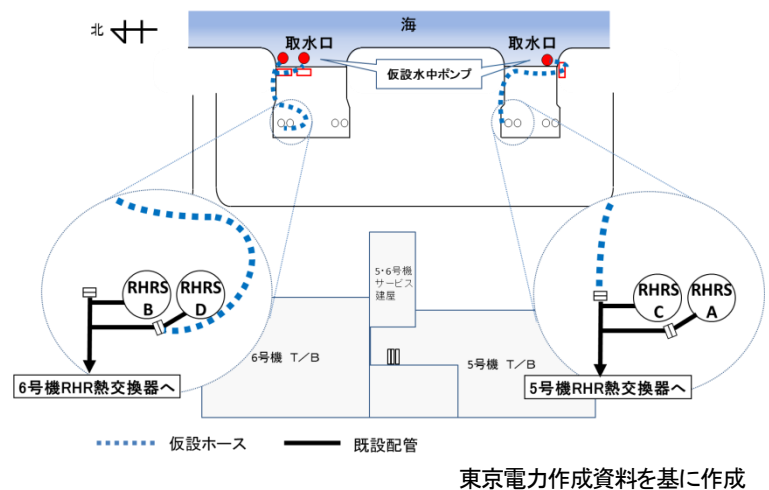 北
海
取水口
取水口
仮設水中ポンプ
RHRS
B
RHRS
D
5・6号機
サービス
建屋
RHRS
C
RHRS
A
6号機 T/B
5号機 T/B
6号機RHR熱交換器へ
5号機RHR熱交換器へ
仮設ホース
既設配管
東京電力作成資料を基に作成